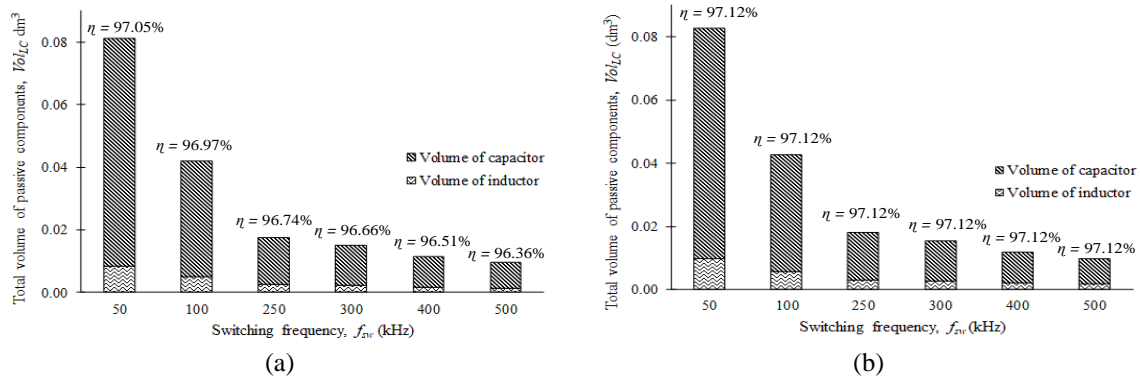 Total volume of passive components, Vol_LC dm³
0.08
0.06
0.04
0.02
0.00
η = 97.05%
η = 96.97%
η = 96.74%
η = 96.66%
η = 96.51%
η = 96.36%
Volume of capacitor
Volume of inductor
50 100 250 300 400 500
Switching frequency, f_sw (kHz)
(a)
Total volume of passive components, Vol_LC (dm³)
0.08
0.06
0.04
0.02
0.00
η = 97.12%
η = 97.12%
η = 97.12%
η = 97.12%
η = 97.12%
η = 97.12%
Volume of capacitor
Volume of inductor
50 100 250 300 400 500
Switching frequency, f_sw (kHz)
(b)